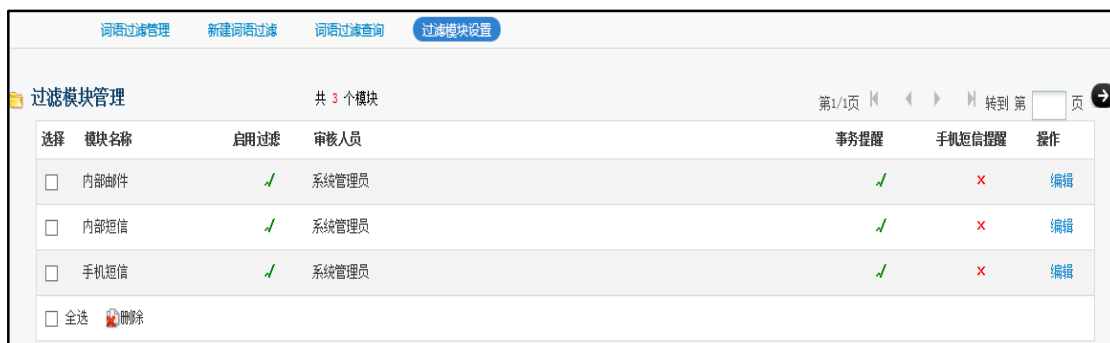 词语过滤管理 新建词语过滤 词语过滤查询 过滤模块设置
过滤模块管理 共 3 个模块 第1/1页 转到 第 页
选择 模块名称 启用过滤 审核人员 事务提醒 手机短信提醒 操作
内部邮件 系统管理员 编辑
内部短信 系统管理员 编辑
手机短信 系统管理员 编辑
全选 删除